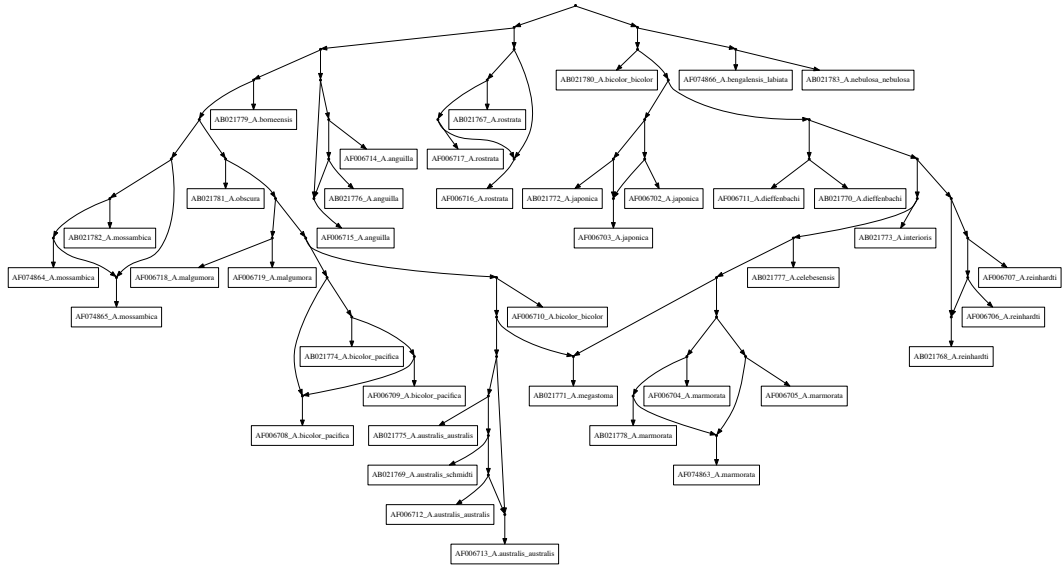 AB021780_A.bicolor_bicolor
AF074866_A.bengalensis_labiata
AB021783_A.nebulosa_nebulosa
AB021779_A.borneensis
AB021767_A.rostrata
AF006714_A.anguilla
AF006717_A.rostrata
AB021781_A.obscura
AB021776_A.anguilla
AF006716_A.rostrata
AB021772_A.japonica
AF006702_A.japonica
AF006711_A.dieffenbachi
AB021770_A.dieffenbachi
AB021782_A.mossambica
AF006715_A.anguilla
AF006703_A.japonica
AB021773_A.interioris
AF074864_A.mossambica
AF006718_A.malgumora
AF006719_A.malgumora
AB021777_A.celebesensis
AF006707_A.reinhardti
AF074865_A.mossambica
AF006710_A.bicolor_bicolor
AF006706_A.reinhardti
AB021774_A.bicolor_pacifica
AB021768_A.reinhardti
AF006709_A.bicolor_pacifica
AB021771_A.megastoma
AF006704_A.marmorata
AF006705_A.marmorata
AF006708_A.bicolor_pacifica
AB021775_A.australis_australis
AB021778_A.marmorata
AB021769_A.australis_schmidti
AF074863_A.marmorata
AF006712_A.australis_australis
AF006713_A.australis_australis